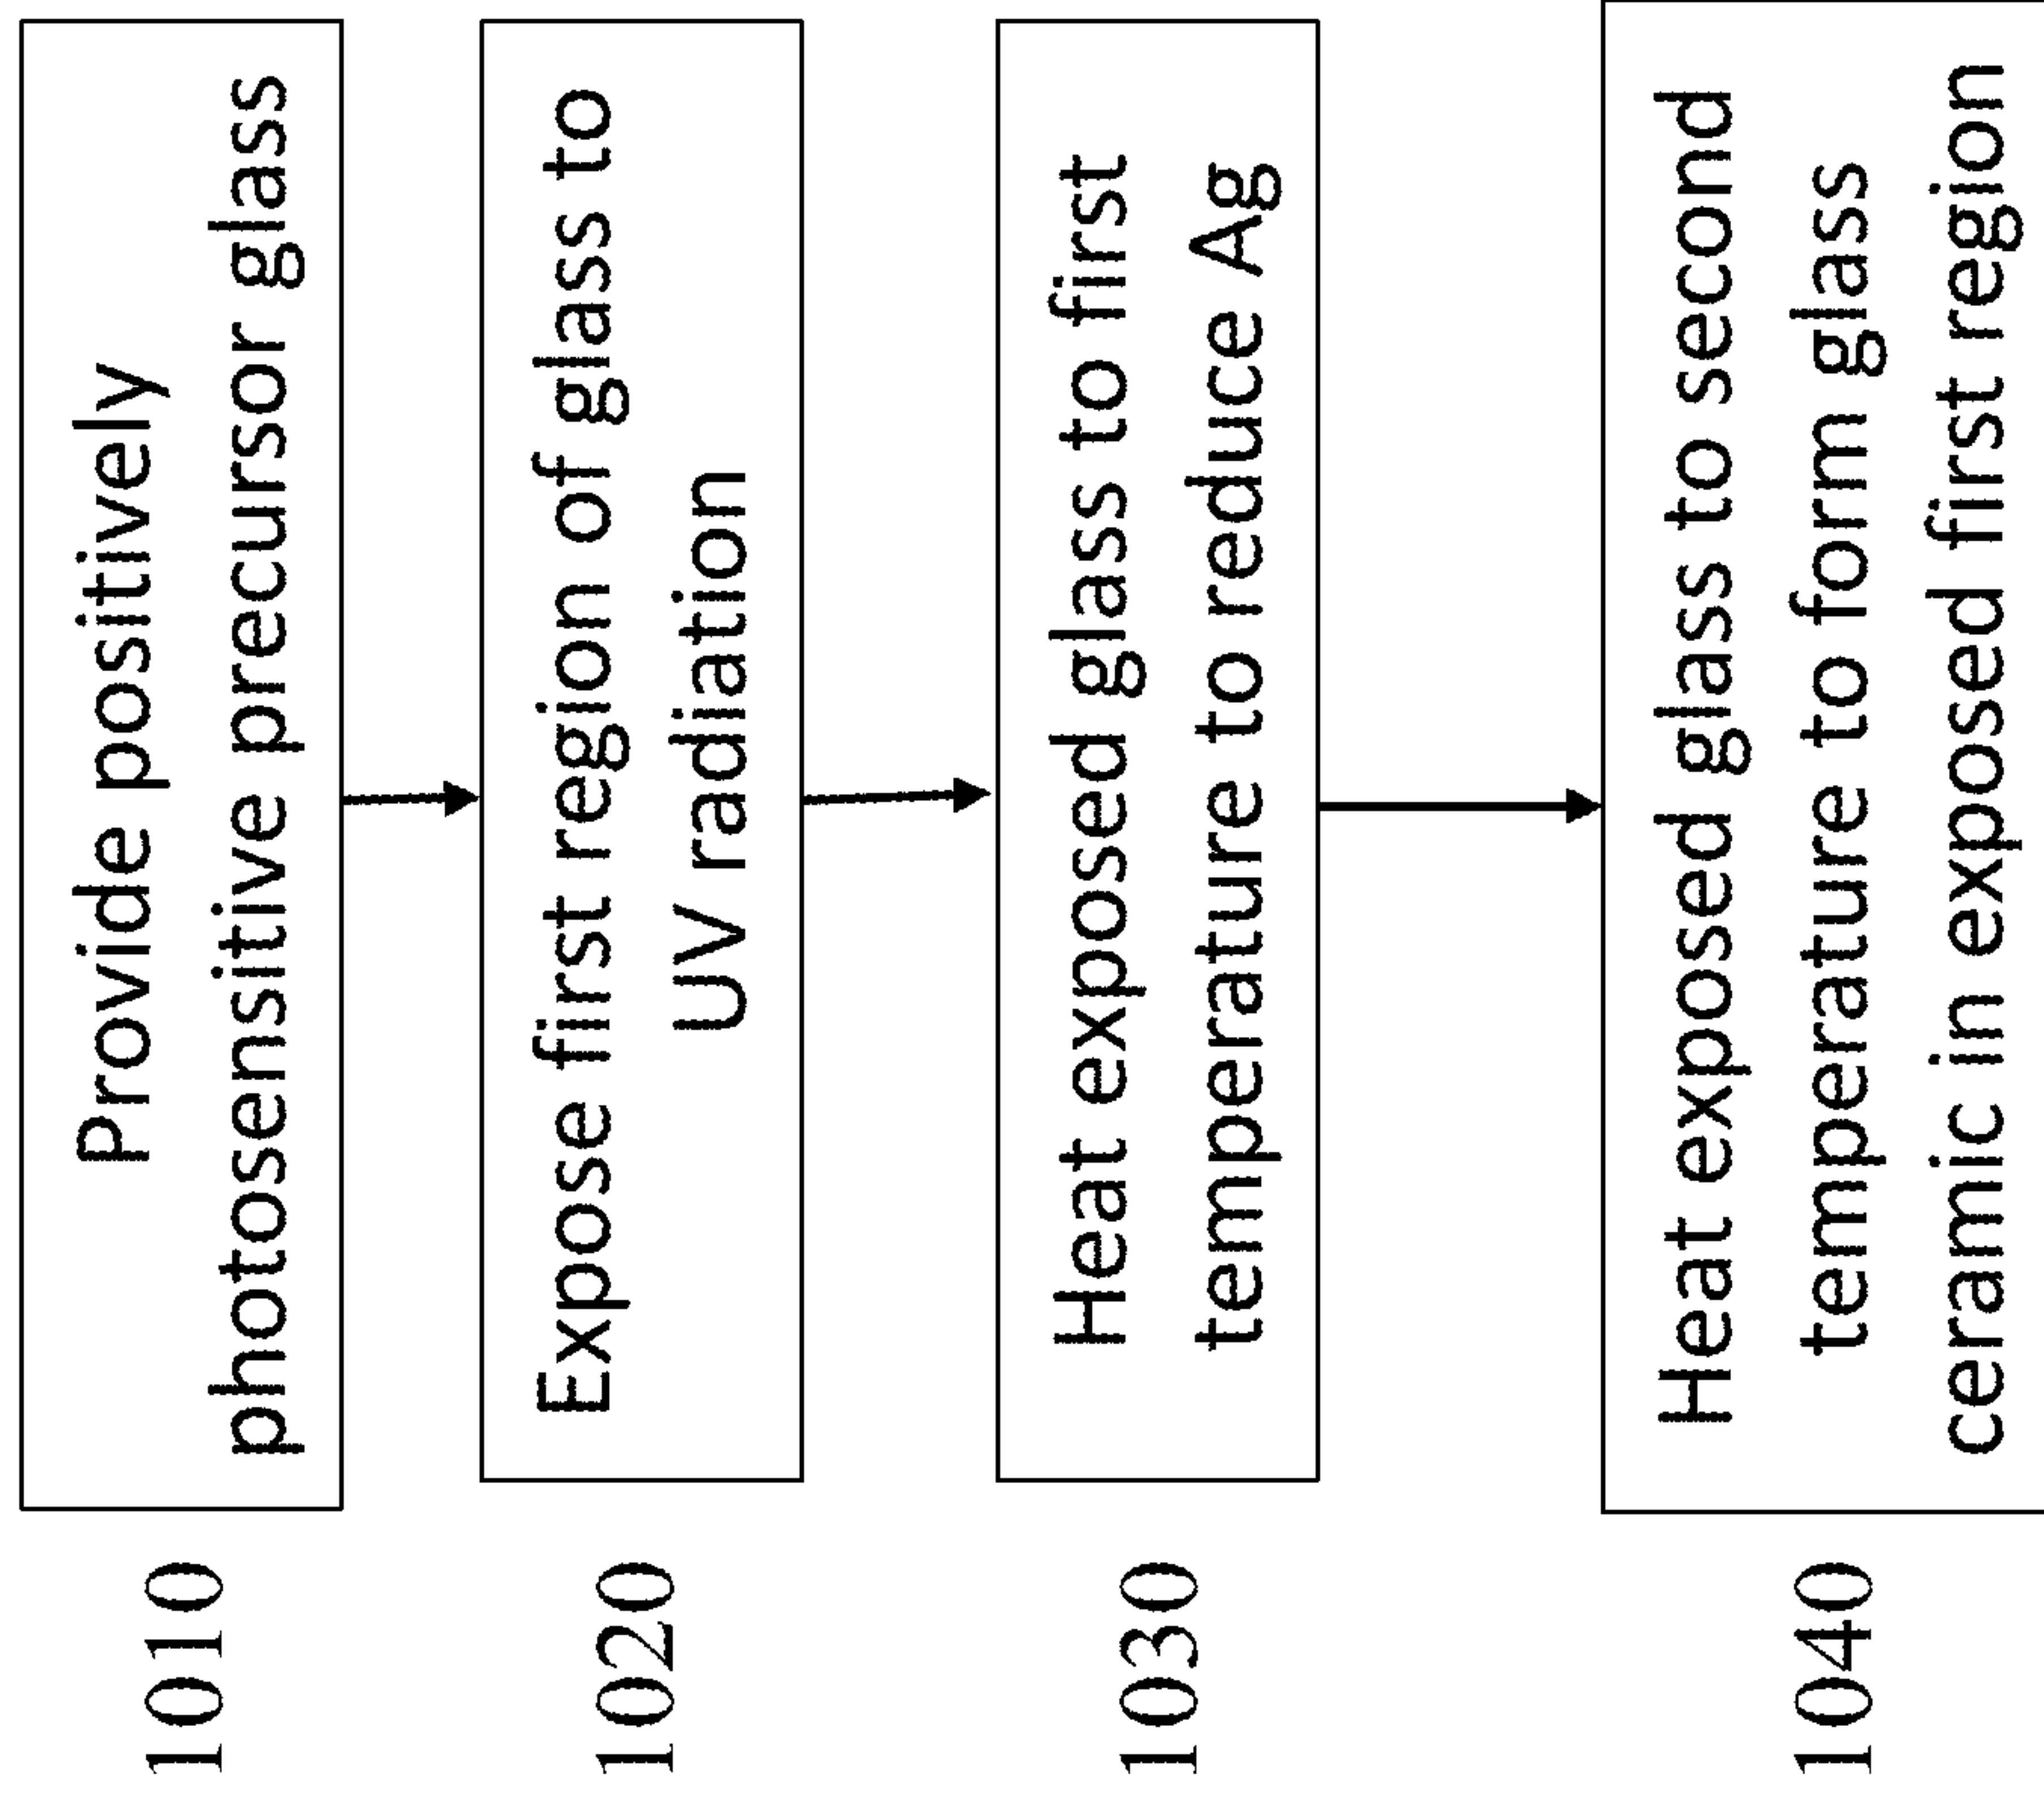 1010
Provide positively
photosensitive precursor glass
1020
Expose first region of glass to
UV radiation
1030
Heat exposed glass to first
temperature to reduce Ag
1040
Heat exposed glass to second
temperature to form glass
ceramic in exposed first region